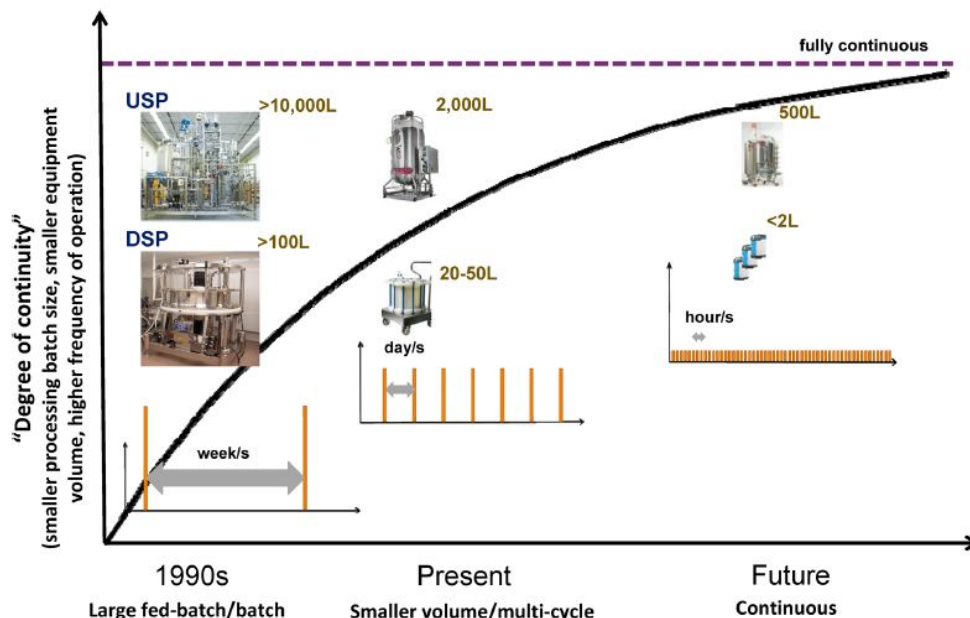 fully continuous
USP
>10,000L
2,000L
500L
DSP
>100L
20-50L
<2L
week/s
day/s
hour/s
“Degree of continuity”
(smaller processing batch size, smaller equipment
volume, higher frequency of operation)
1990s
Present
Future
Large fed-batch/batch
Smaller volume/multi-cycle
Continuous